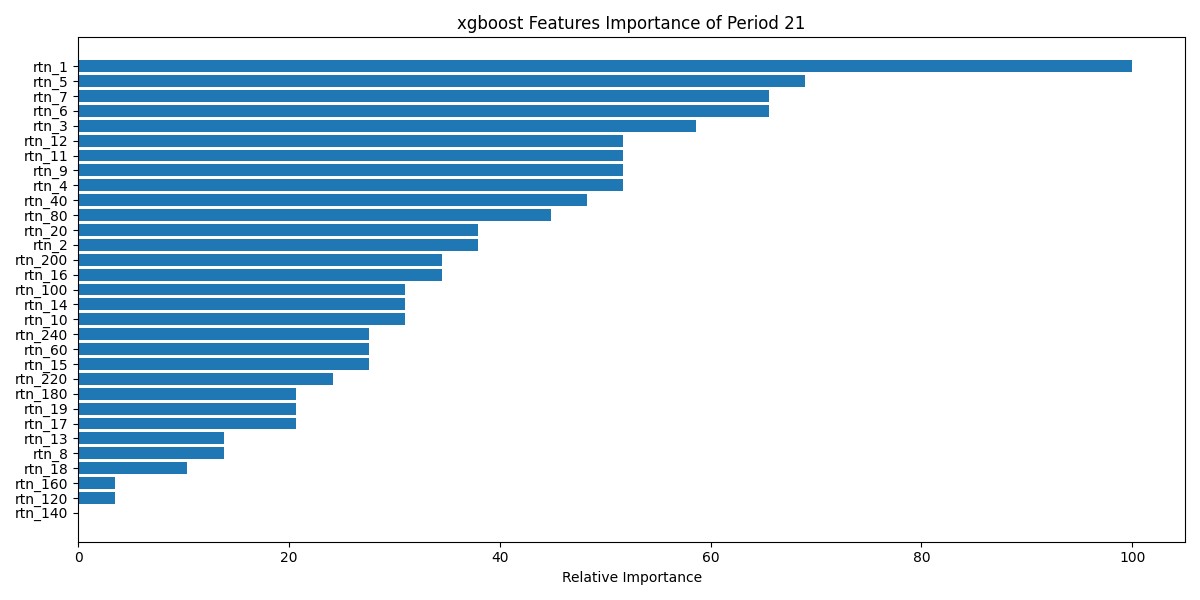 xgboost Features Importance of Period 21
rtn_1
rtn_5
rtn_7
rtn_6
rtn_3
rtn_12
rtn_11
rtn_9
rtn_4
rtn_40
rtn_80
rtn_20
rtn_2
rtn_200
rtn_16
rtn_100
rtn_14
rtn_10
rtn_240
rtn_60
rtn_15
rtn_220
rtn_180
rtn_19
rtn_17
rtn_13
rtn_8
rtn_18
rtn_160
rtn_120
rtn_140
0 20 40 60 80 100
Relative Importance